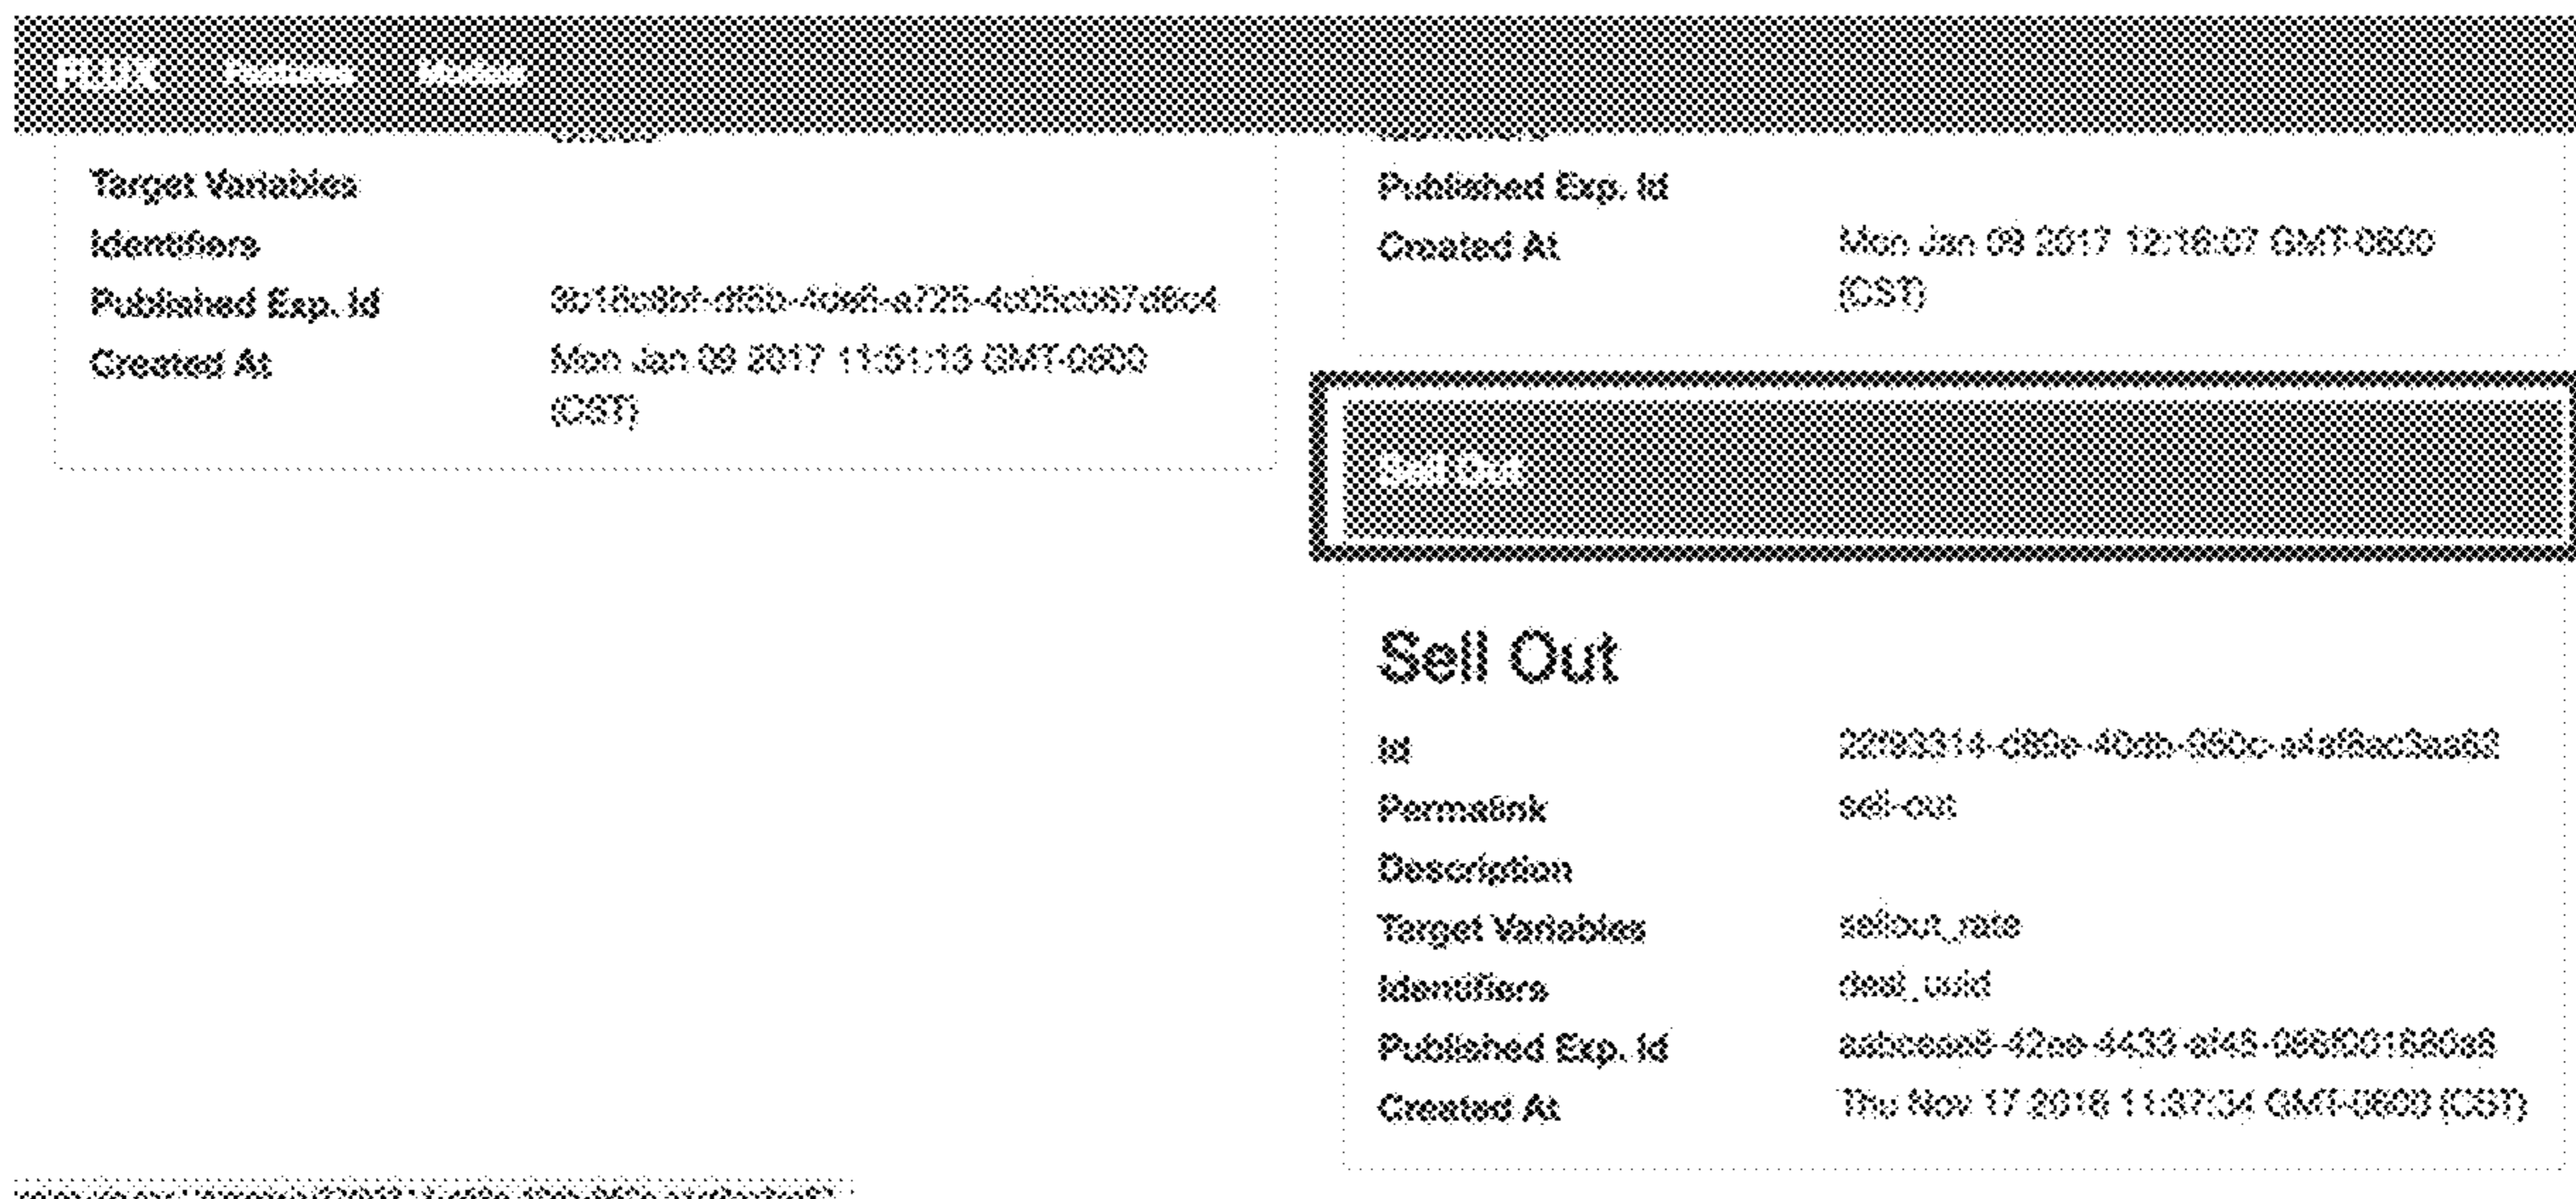 FLUX Features Models
Target Variables
Identifiers
Published Exp. Id
Created At Mon Jan 09 2017 11:51:13 GMT-0600
(CST)
Published Exp. Id
Created At Mon Jan 09 2017 12:16:07 GMT-0600
(CST)
Sell Out
Sell Out
Id
Permalink sell-out
Description
Target Variables sellout_rate
Identifiers deal_uuid
Published Exp. Id
Created At Thu Nov 17 2016 11:37:34 GMT-0600 (CST)